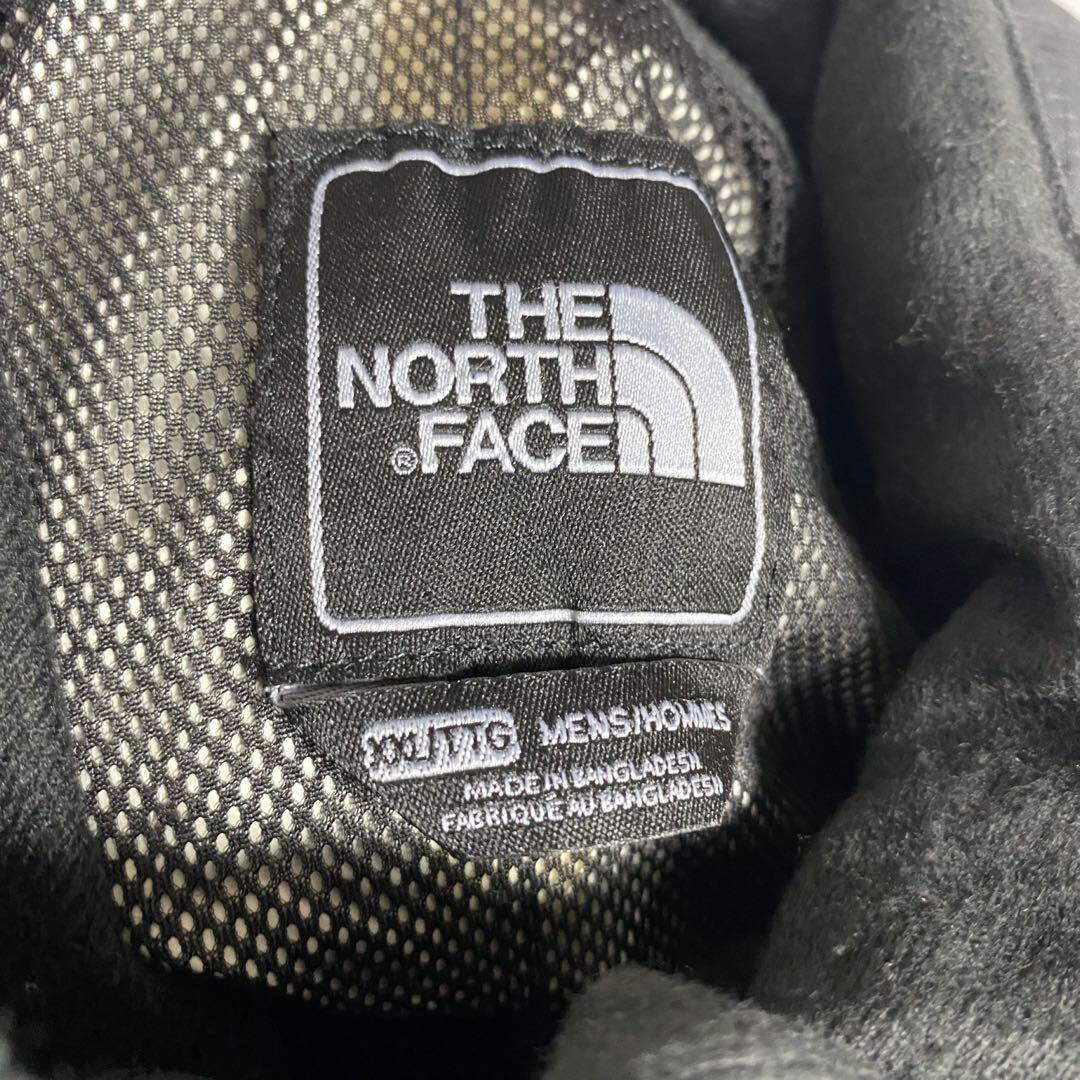 THE
NORTH
®FACE
XXL/TTG MENS/HOMMES
MADE IN BANGLADESH
FABRIQUÉ AU BANGLADESH